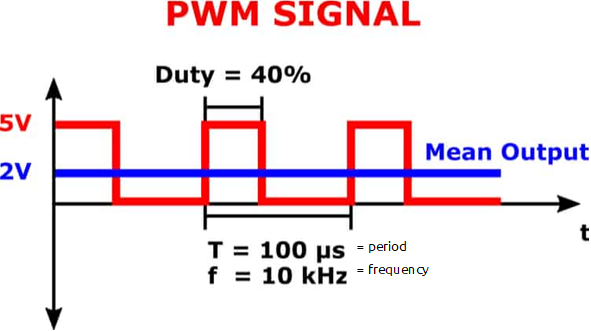 PWM SIGNAL
Duty = 40%
5V
Mean Output
2V
t
T = 100 µs = period
f = 10 kHz = frequency